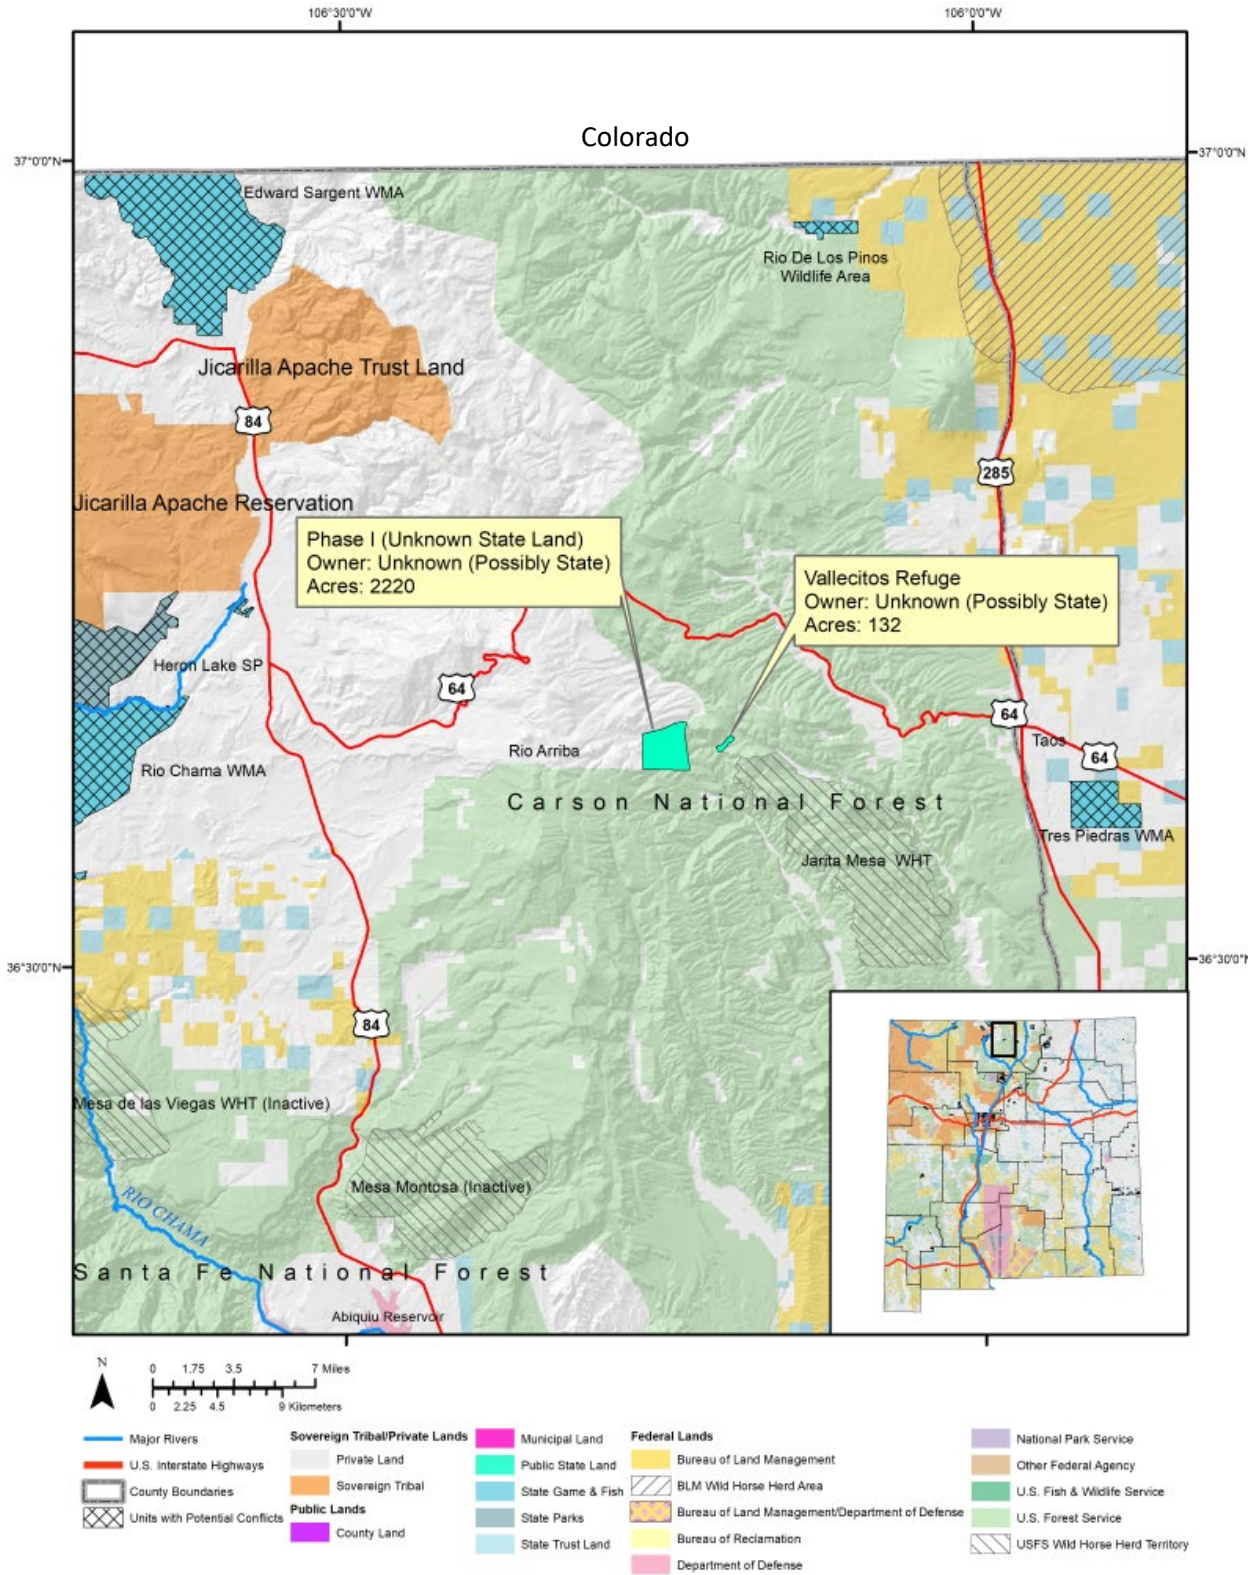 106°30'0"W
106°0'0"W
Colorado
37°0'0"N
37°0'0"N
Edward Sargent WMA
Rio De Los Pinos
Wildlife Area
Jicarilla Apache Trust Land
84
285
Jicarilla Apache Reservation
Phase I (Unknown State Land)
Owner: Unknown (Possibly State)
Acres: 2220
Vallecitos Refuge
Owner: Unknown (Possibly State)
Acres: 132
Heron Lake SP
64
64
Taos
64
Rio Arriba
Rio Chama WMA
Carson National Forest
Tres Piedras WMA
Jarita Mesa WHT
36°30'0"N
36°30'0"N
84
Mesa de las Viegas WHT (Inactive)
Mesa Montosa (Inactive)
RIO CHAMA
Santa Fe National Forest
Abiquiu Reservoir
N
0 1.75 3.5 7 Miles
0 2.25 4.5 9 Kilometers
Major Rivers
U.S. Interstate Highways
County Boundaries
Units with Potential Conflicts
Sovereign Tribal/Private Lands
Private Land
Sovereign Tribal
Public Lands
County Land
Municipal Land
Public State Land
State Game & Fish
State Parks
State Trust Land
Federal Lands
Bureau of Land Management
BLM Wild Horse Herd Area
Bureau of Land Management/Department of Defense
Bureau of Reclamation
Department of Defense
National Park Service
Other Federal Agency
U.S. Fish & Wildlife Service
U.S. Forest Service
USFS Wild Horse Herd Territory